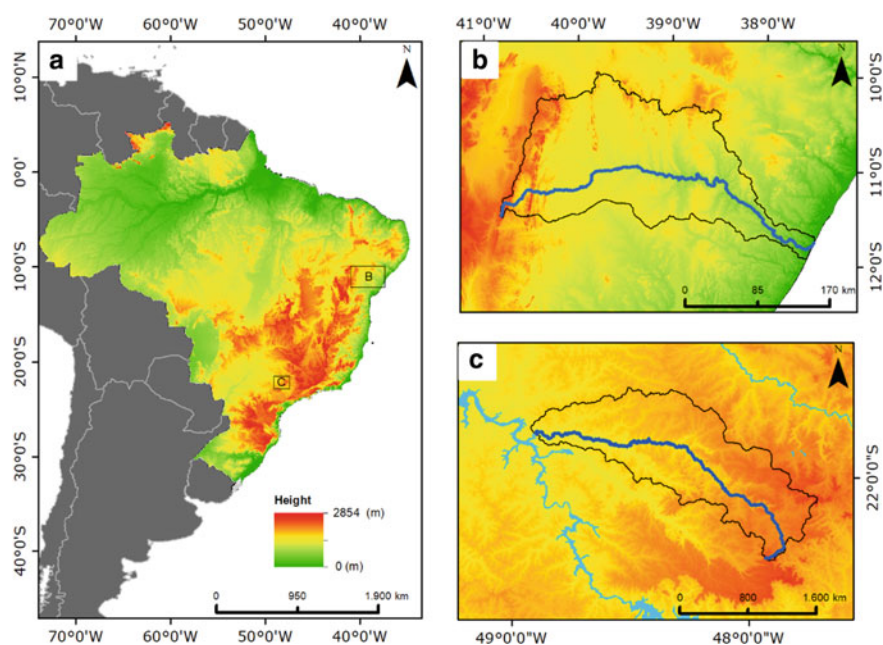 70°0'W 60°0'W 50°0'W 40°0'W
a
N
10°0'N
0°0'
10°0'S
20°0'S
30°0'S
40°0'S
B
C
Height
2854 (m)
0 (m)
0 950 1.900 km
70°0'W 60°0'W 50°0'W 40°0'W
41°0'W 40°0'W 39°0'W 38°0'W
b
N
10°0'S
11°0'S
12°0'S
0 85 170 km
c
N
22°0'0"S
0 800 1.600 km
49°0'0"W 48°0'0"W